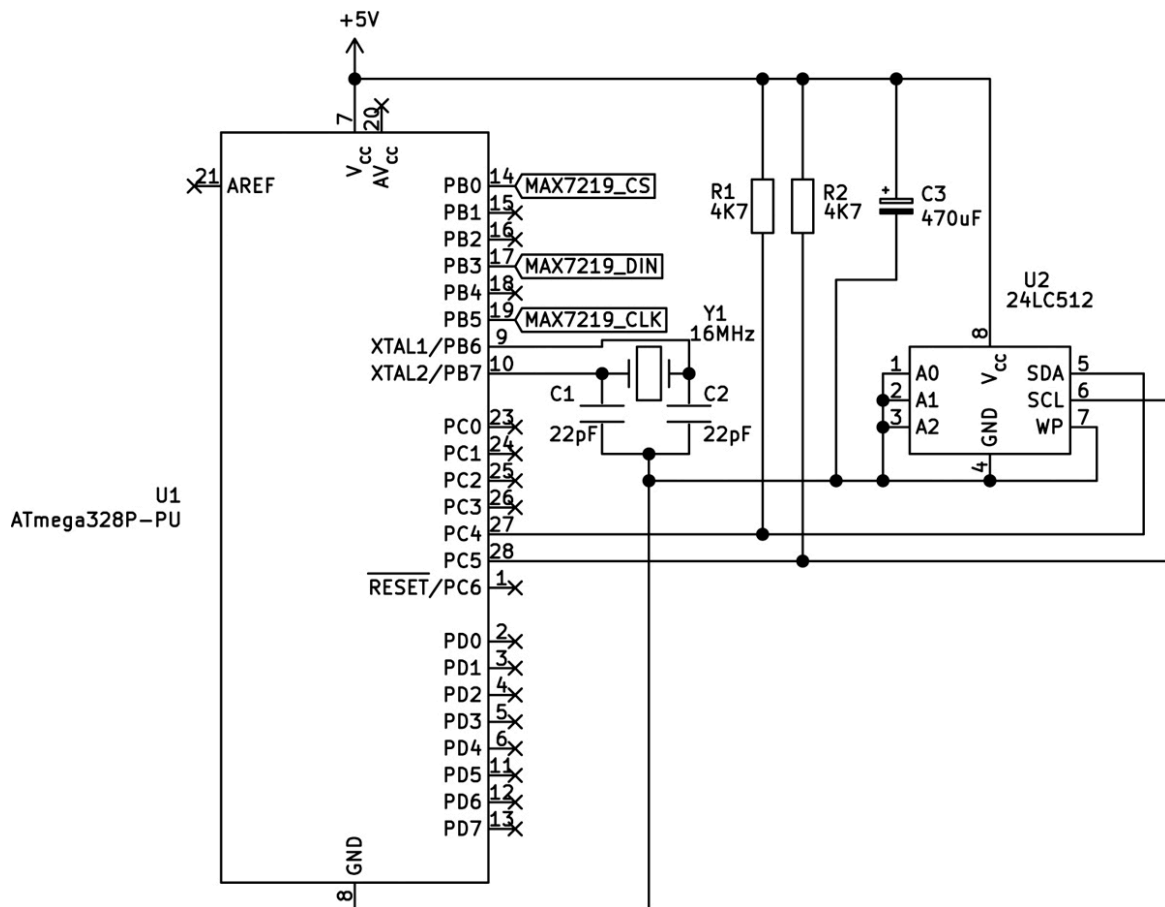 +5V
7
20
VCC
AVCC
21
AREF
PB0 14 MAX7219_CS
PB1 15
PB2 16
PB3 17 MAX7219_DIN
PB4 18
PB5 19 MAX7219_CLK
XTAL1/PB6 9
XTAL2/PB7 10
Y1
16MHz
C1
22pF
C2
22pF
PC0 23
PC1 24
PC2 25
PC3 26
PC4 27
PC5 28
RESET/PC6 1
U1
ATmega328P-PU
PD0 2
PD1 3
PD2 4
PD3 5
PD4 6
PD5 11
PD6 12
PD7 13
GND
8
R1
4K7
R2
4K7
+
C3
470uF
U2
24LC512
8
VCC
1 A0
2 A1
3 A2
SDA 5
SCL 6
WP 7
GND
4